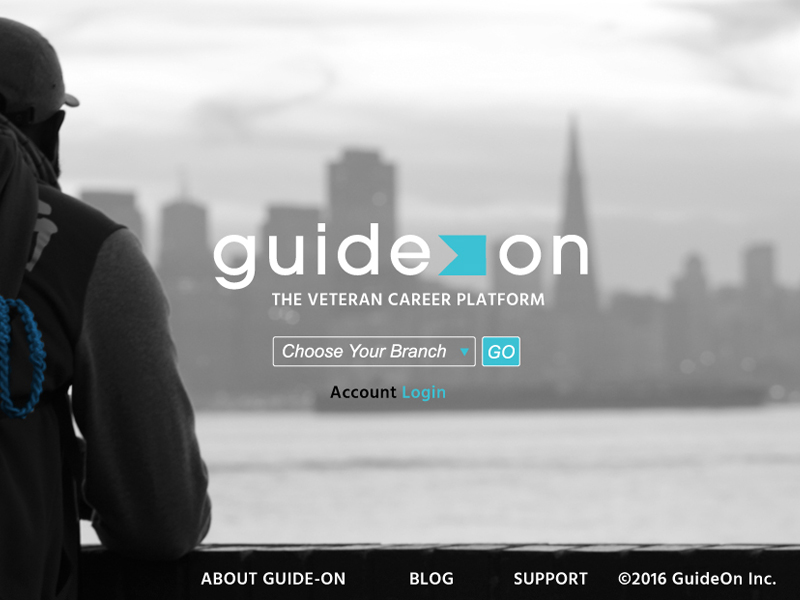 guide on
THE VETERAN CAREER PLATFORM
Choose Your Branch GO
Account Login
ABOUT GUIDE-ON BLOG SUPPORT ©2016 GuideOn Inc.